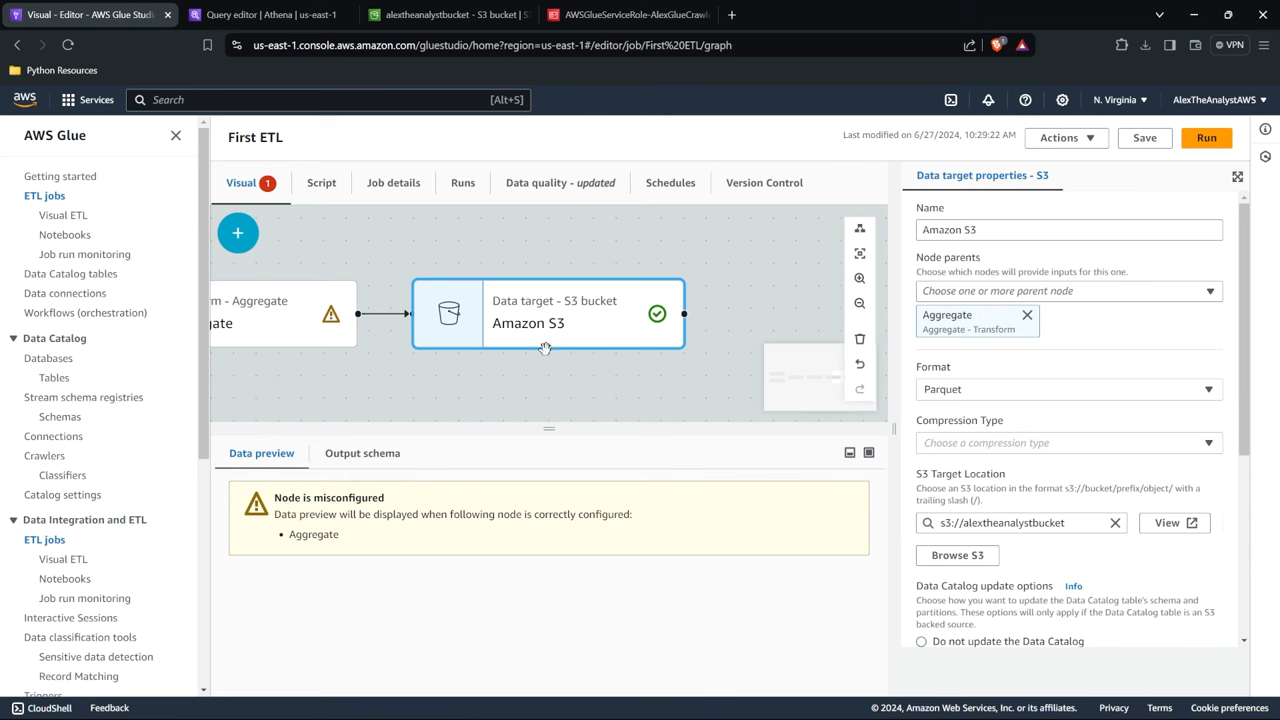 Visual - Editor - AWS Glue Studi
Query editor | Athena | us-east-1
alextheanalystbucket - S3 bucket | S3
AWSGlueServiceRole-AlexGlueCrawle
us-east-1.console.aws.amazon.com/gluestudio/home?region=us-east-1#/editor/job/First%20ETL/graph
VPN
Python Resources
aws
Services
Search
[Alt+S]
N. Virginia
AlexTheAnalystAWS
AWS Glue
Getting started
ETL jobs
Visual ETL
Notebooks
Job run monitoring
Data Catalog tables
Data connections
Workflows (orchestration)
Data Catalog
Databases
Tables
Stream schema registries
Schemas
Connections
Crawlers
Classifiers
Catalog settings
Data Integration and ETL
ETL jobs
Visual ETL
Notebooks
Job run monitoring
Interactive Sessions
Data classification tools
Sensitive data detection
Record Matching
Triggers
First ETL
Last modified on 6/27/2024, 10:29:22 AM
Actions
Save
Run
Visual 1
Script
Job details
Runs
Data quality - updated
Schedules
Version Control
m - Aggregate
gate
Data target - S3 bucket
Amazon S3
Data preview
Output schema
Node is misconfigured
Data preview will be displayed when following node is correctly configured:
• Aggregate
Data target properties - S3
Name
Amazon S3
Node parents
Choose which nodes will provide inputs for this one.
Choose one or more parent node
Aggregate
Aggregate - Transform
Format
Parquet
Compression Type
Choose a compression type
S3 Target Location
Choose an S3 location in the format s3://bucket/prefix/object/ with a
trailing slash (/).
s3://alextheanalystbucket
View
Browse S3
Data Catalog update options Info
Choose how you want to update the Data Catalog table's schema and
partitions. These options will only apply if the Data Catalog table is an S3
backed source.
Do not update the Data Catalog
CloudShell
Feedback
© 2024, Amazon Web Services, Inc. or its affiliates.
Privacy
Terms
Cookie preferences